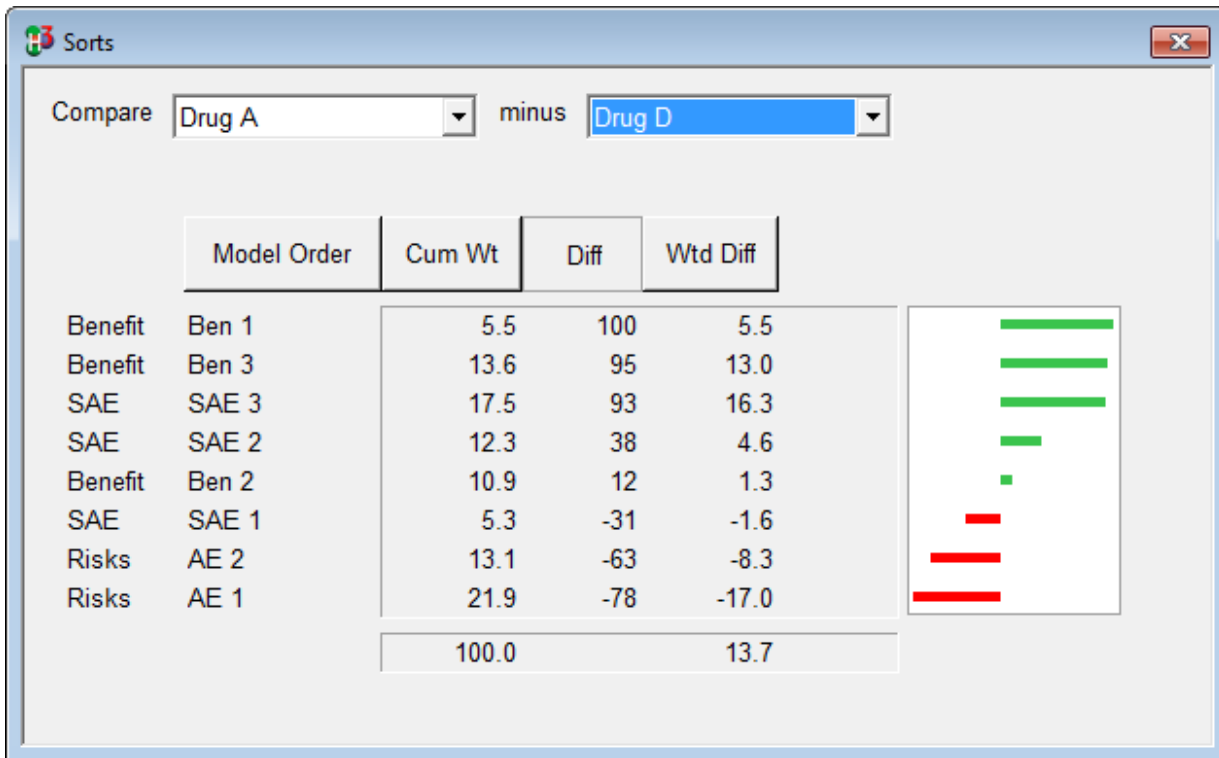 Sorts
Compare Drug A minus Drug D
Model Order Cum Wt Diff Wtd Diff
Benefit Ben 1 5.5 100 5.5
Benefit Ben 3 13.6 95 13.0
SAE SAE 3 17.5 93 16.3
SAE SAE 2 12.3 38 4.6
Benefit Ben 2 10.9 12 1.3
SAE SAE 1 5.3 -31 -1.6
Risks AE 2 13.1 -63 -8.3
Risks AE 1 21.9 -78 -17.0
100.0 13.7